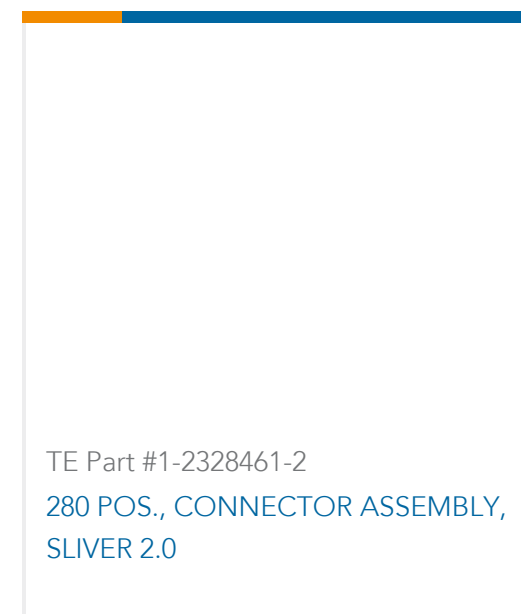 TE Part #1-2328461-2
280 POS., CONNECTOR ASSEMBLY,
SLIVER 2.0